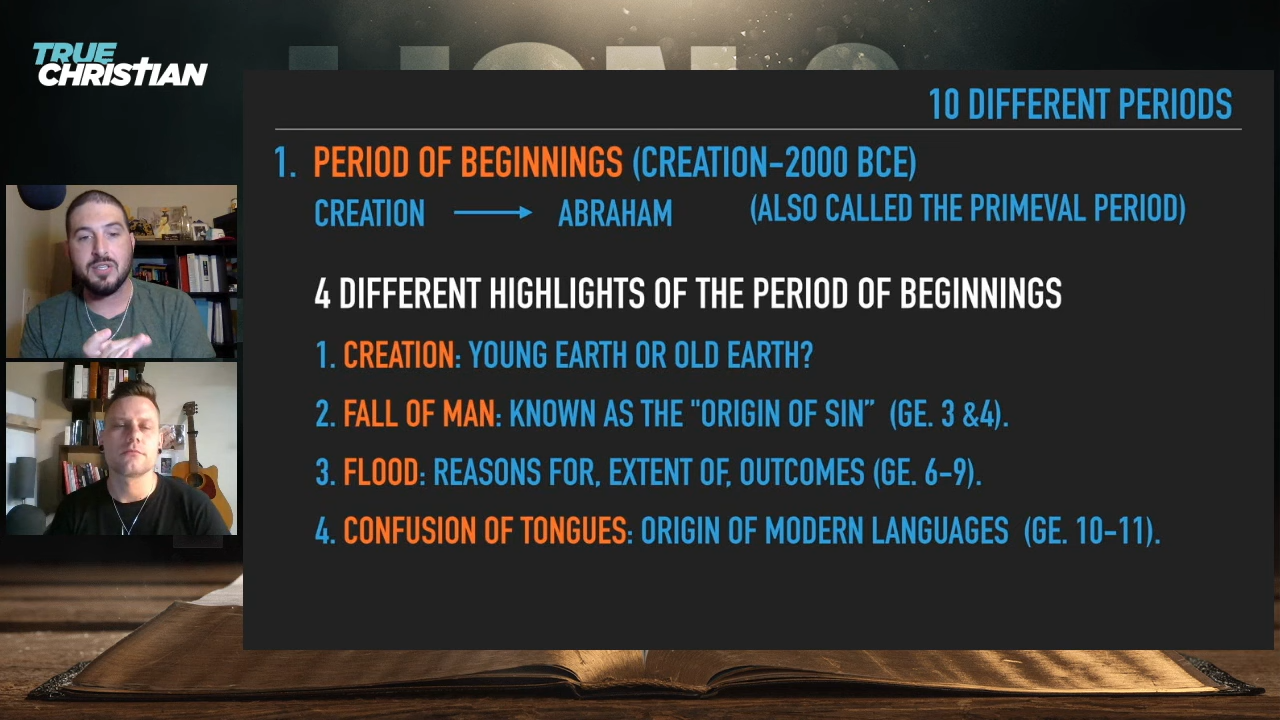 TRUE
CHRISTIAN
10 DIFFERENT PERIODS
1. PERIOD OF BEGINNINGS (CREATION-2000 BCE)
CREATION → ABRAHAM (ALSO CALLED THE PRIMEVAL PERIOD)
4 DIFFERENT HIGHLIGHTS OF THE PERIOD OF BEGINNINGS
1. CREATION: YOUNG EARTH OR OLD EARTH?
2. FALL OF MAN: KNOWN AS THE "ORIGIN OF SIN” (GE. 3 &4).
3. FLOOD: REASONS FOR, EXTENT OF, OUTCOMES (GE. 6-9).
4. CONFUSION OF TONGUES: ORIGIN OF MODERN LANGUAGES (GE. 10-11).